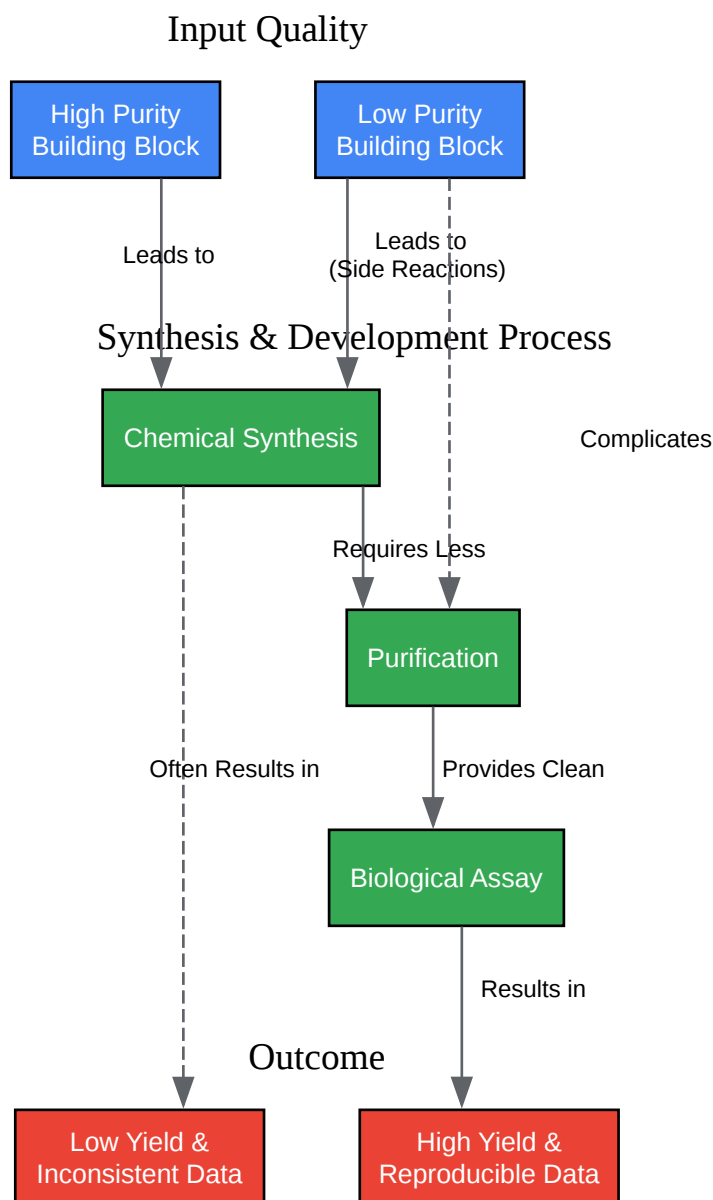 Input Quality
High Purity
Building Block
Low Purity
Building Block
Leads to
Leads to
(Side Reactions)
Synthesis & Development Process
Chemical Synthesis
Complicates
Requires Less
Purification
Often Results in
Provides Clean
Biological Assay
Results in
Outcome
Low Yield &
Inconsistent Data
High Yield &
Reproducible Data